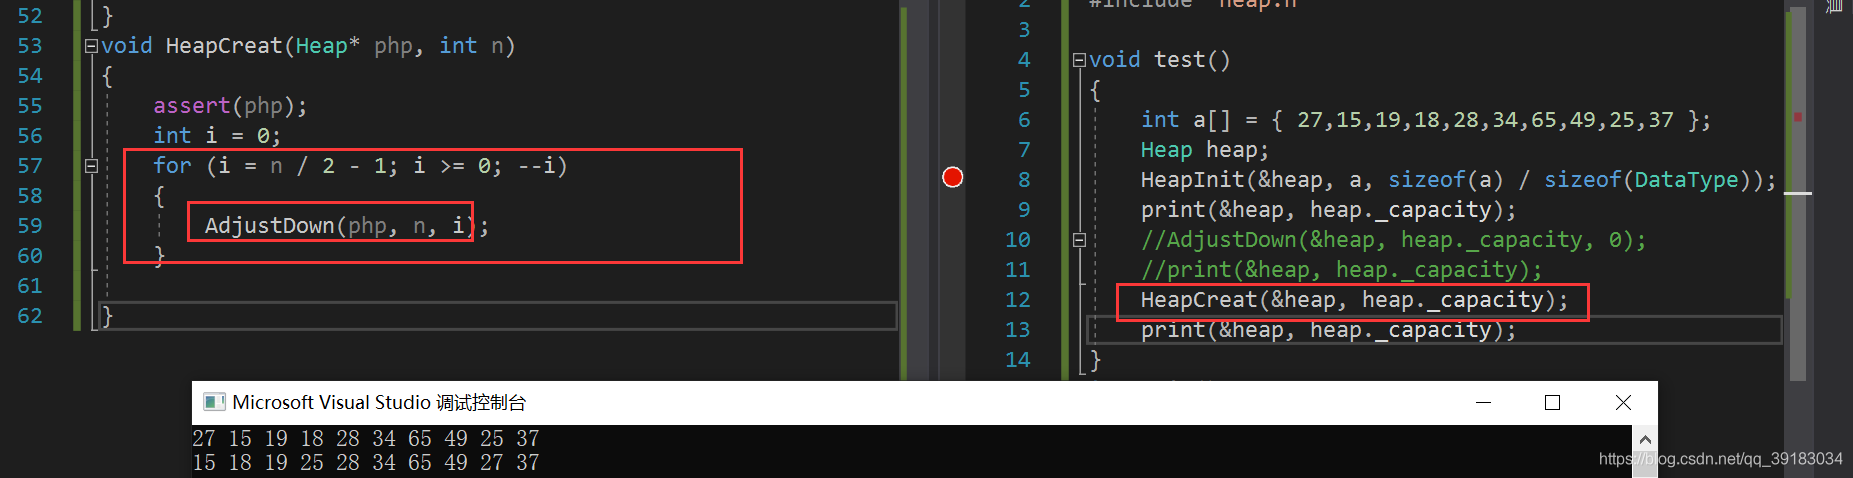 52 }
53 void HeapCreat(Heap* php, int n)
54 {
55 assert(php);
56 int i = 0;
57 for (i = n / 2 - 1; i >= 0; --i)
58 {
59 AdjustDown(php, n, i);
60 }
61
62 }
2 #include "heap.h"
3
4 void test()
5 {
6 int a[] = { 27,15,19,18,28,34,65,49,25,37 };
7 Heap heap;
8 HeapInit(&heap, a, sizeof(a) / sizeof(DataType));
9 print(&heap, heap._capacity);
10 //AdjustDown(&heap, heap._capacity, 0);
11 //print(&heap, heap._capacity);
12 HeapCreat(&heap, heap._capacity);
13 print(&heap, heap._capacity);
14 }
Microsoft Visual Studio 调试控制台
27 15 19 18 28 34 65 49 25 37
15 18 19 25 28 34 65 49 27 37
https://blog.csdn.net/qq_39183034